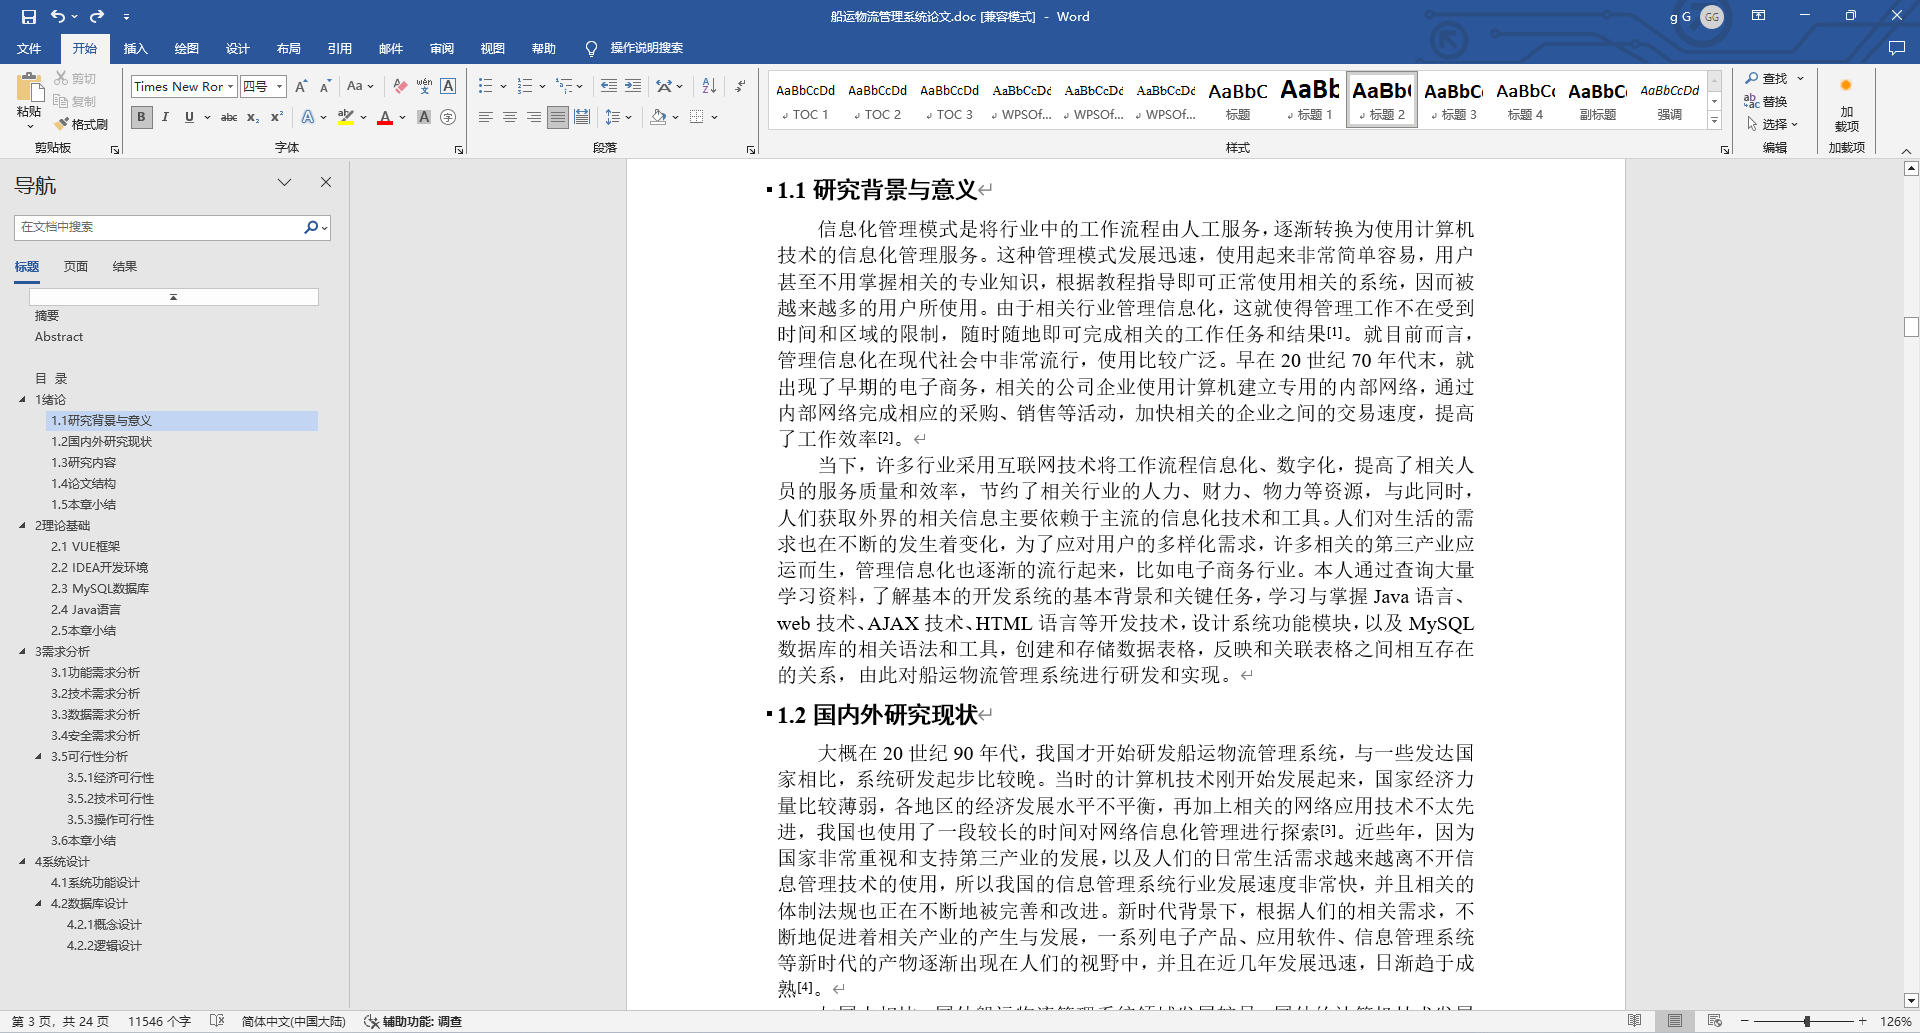 船运物流管理系统论文.doc [兼容模式] - Word
g G
GG
文件 开始 插入 绘图 设计 布局 引用 邮件 审阅 视图 帮助 操作说明搜索
粘贴
剪切
复制
格式刷
剪贴板
Times New Ror 四号
字体
段落
AaBbCcDd AaBbCcDd AaBbCcDd AaBbCcDd AaBbCcDd AaBbCcDd AaBbC AaBb AaBb( AaBbC AaBbC AaBbC AaBbCcDd
TOC 1 TOC 2 TOC 3 WPSOf... WPSOf... WPSOf... 标题 标题 1 标题 2 标题 3 标题 4 副标题 强调
样式
查找
替换
选择
编辑
加
载项
加载项
导航
在文档中搜索
标题 页面 结果
摘要
Abstract
目 录
1绪论
1.1研究背景与意义
1.2国内外研究现状
1.3研究内容
1.4论文结构
1.5本章小结
2理论基础
2.1 VUE框架
2.2 IDEA开发环境
2.3 MySQL数据库
2.4 Java语言
2.5本章小结
3需求分析
3.1功能需求分析
3.2技术需求分析
3.3数据需求分析
3.4安全需求分析
3.5可行性分析
3.5.1经济可行性
3.5.2技术可行性
3.5.3操作可行性
3.6本章小结
4系统设计
4.1系统功能设计
4.2数据库设计
4.2.1概念设计
4.2.2逻辑设计
1.1 研究背景与意义
信息化管理模式是将行业中的工作流程由人工服务，逐渐转换为使用计算机
技术的信息化管理服务。这种管理模式发展迅速，使用起来非常简单容易，用户
甚至不用掌握相关的专业知识，根据教程指导即可正常使用相关的系统，因而被
越来越多的用户所使用。由于相关行业管理信息化，这就使得管理工作不在受到
时间和区域的限制，随时随地即可完成相关的工作任务和结果[1]。就目前而言，
管理信息化在现代社会中非常流行，使用比较广泛。早在 20 世纪 70 年代末，就
出现了早期的电子商务，相关的公司企业使用计算机建立专用的内部网络，通过
内部网络完成相应的采购、销售等活动，加快相关的企业之间的交易速度，提高
了工作效率[2]。
当下，许多行业采用互联网技术将工作流程信息化、数字化，提高了相关人
员的服务质量和效率，节约了相关行业的人力、财力、物力等资源，与此同时，
人们获取外界的相关信息主要依赖于主流的信息化技术和工具。人们对生活的需
求也在不断的发生着变化，为了应对用户的多样化需求，许多相关的第三产业应
运而生，管理信息化也逐渐的流行起来，比如电子商务行业。本人通过查询大量
学习资料，了解基本的开发系统的基本背景和关键任务，学习与掌握 Java 语言、
web 技术、AJAX 技术、HTML 语言等开发技术，设计系统功能模块，以及 MySQL
数据库的相关语法和工具，创建和存储数据表格，反映和关联表格之间相互存在
的关系，由此对船运物流管理系统进行研发和实现。
1.2 国内外研究现状
大概在 20 世纪 90 年代，我国才开始研发船运物流管理系统，与一些发达国
家相比，系统研发起步比较晚。当时的计算机技术刚开始发展起来，国家经济力
量比较薄弱，各地区的经济发展水平不平衡，再加上相关的网络应用技术不太先
进，我国也使用了一段较长的时间对网络信息化管理进行探索[3]。近些年，因为
国家非常重视和支持第三产业的发展，以及人们的日常生活需求越来越离不开信
息管理技术的使用，所以我国的信息管理系统行业发展速度非常快，并且相关的
体制法规也正在不断地被完善和改进。新时代背景下，根据人们的相关需求，不
断地促进着相关产业的产生与发展，一系列电子产品、应用软件、信息管理系统
等新时代的产物逐渐出现在人们的视野中，并且在近几年发展迅速，日渐趋于成
熟[4]。
第 3 页，共 24 页 11546 个字 简体中文(中国大陆) 辅助功能: 调查
126%